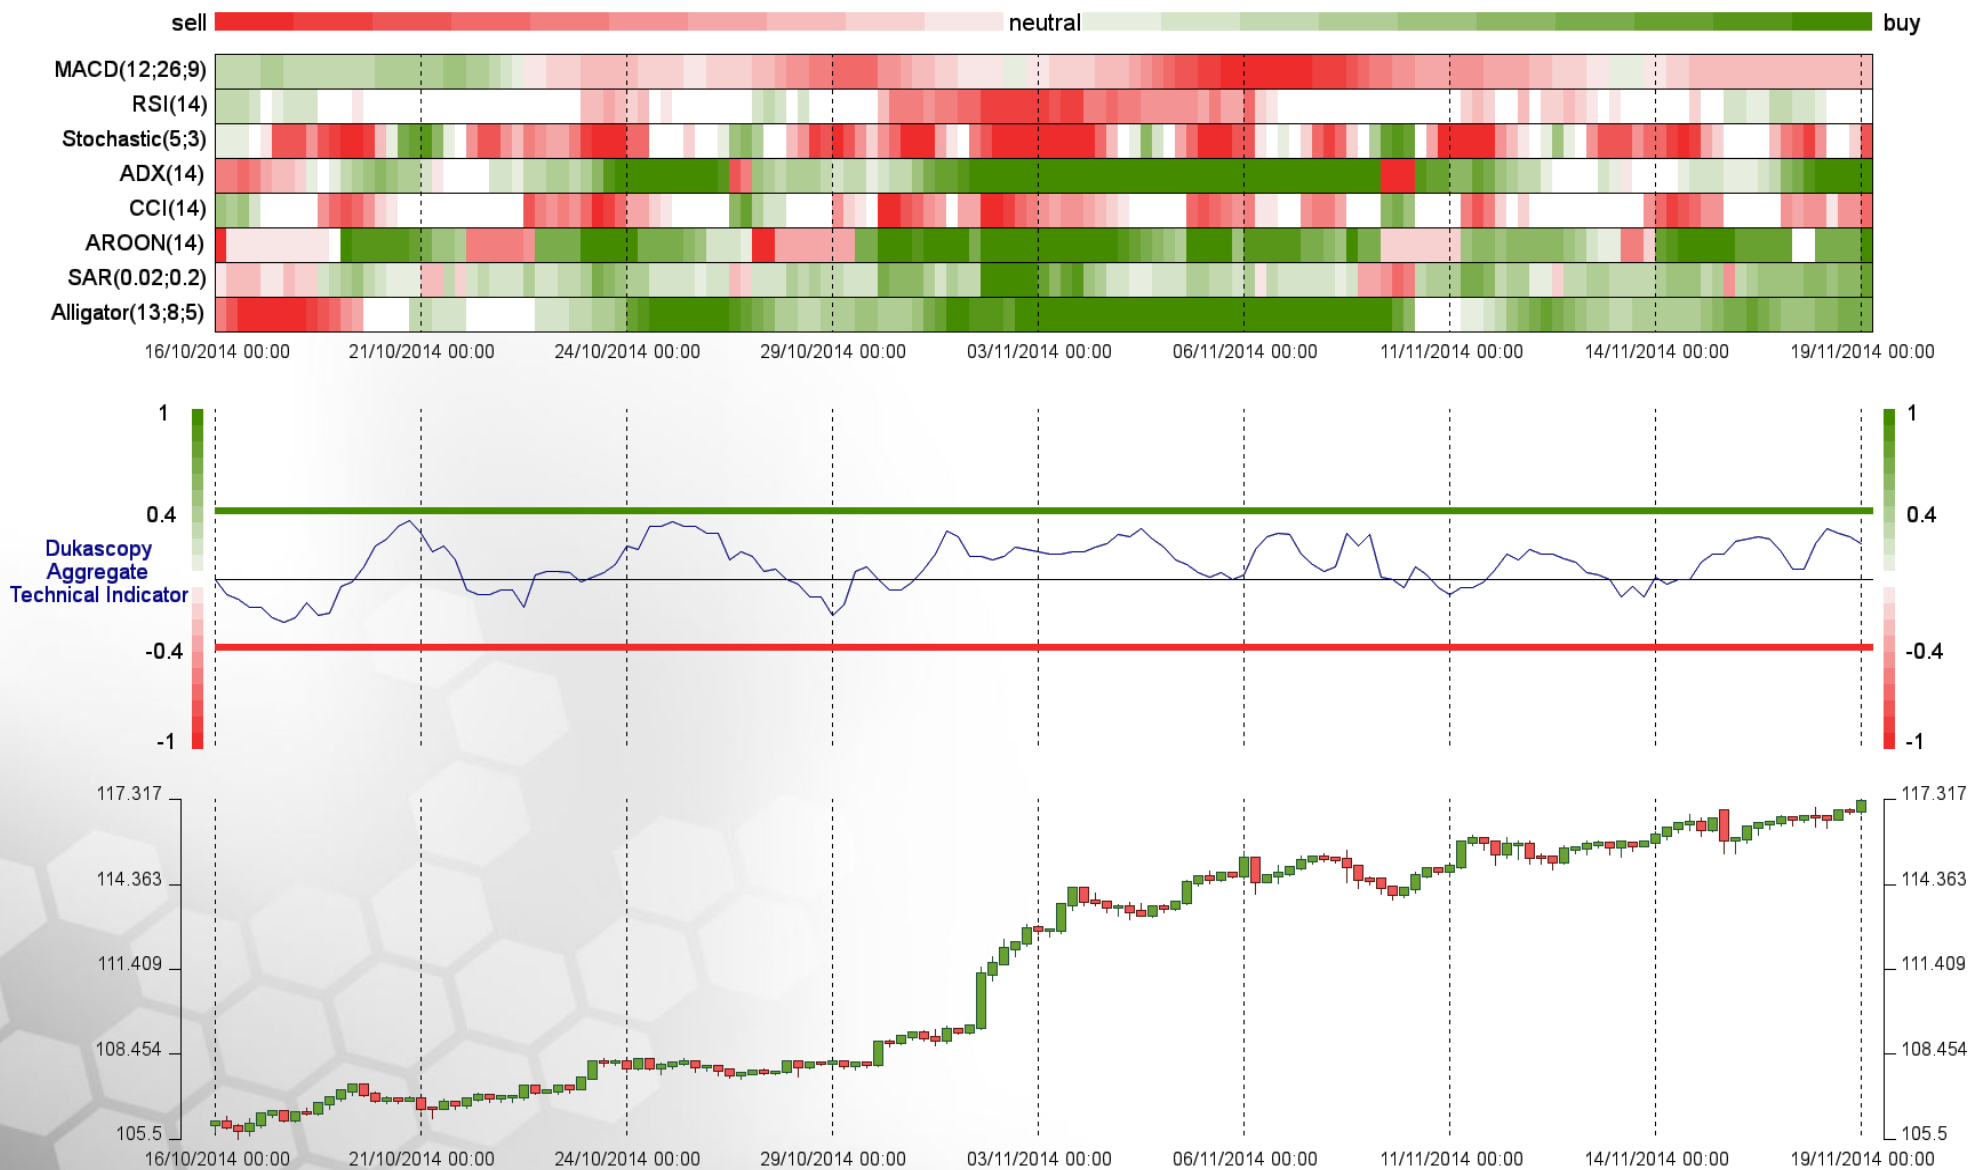 sell neutral buy
MACD(12;26;9)
RSI(14)
Stochastic(5;3)
ADX(14)
CCI(14)
AROON(14)
SAR(0.02;0.2)
Alligator(13;8;5)
16/10/2014 00:00 21/10/2014 00:00 24/10/2014 00:00 29/10/2014 00:00 03/11/2014 00:00 06/11/2014 00:00 11/11/2014 00:00 14/11/2014 00:00 19/11/2014 00:00
1 1
0.4 0.4
Dukascopy
Aggregate
Technical Indicator
-0.4 -0.4
-1 -1
117.317 117.317
114.363 114.363
111.409 111.409
108.454 108.454
105.5 105.5
16/10/2014 00:00 21/10/2014 00:00 24/10/2014 00:00 29/10/2014 00:00 03/11/2014 00:00 06/11/2014 00:00 11/11/2014 00:00 14/11/2014 00:00 19/11/2014 00:00